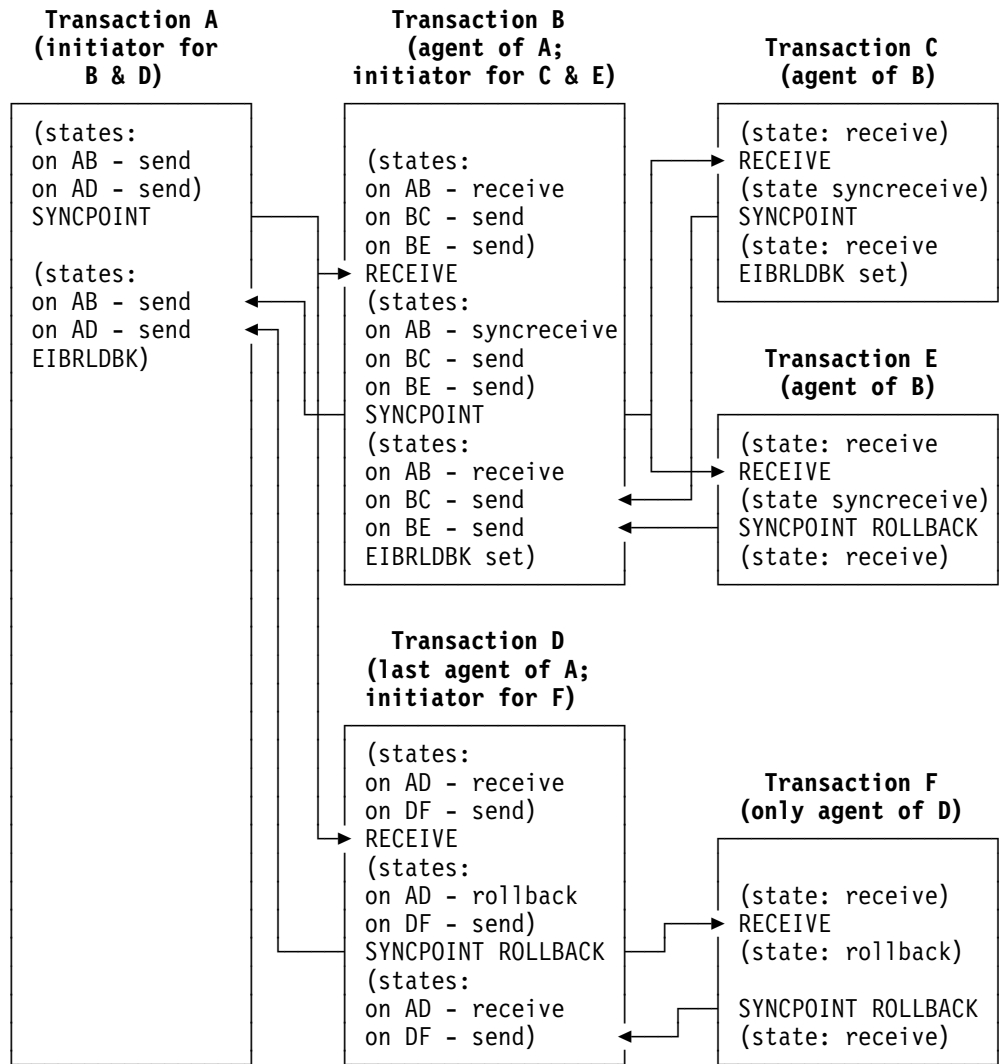 Transaction A
(initiator for
B & D)
(states:
on AB - send
on AD - send)
SYNCPOINT
(states:
on AB - send
on AD - send
EIBRLDBK)
Transaction B
(agent of A;
initiator for C & E)
(states:
on AB - receive
on BC - send
on BE - send)
RECEIVE
(states:
on AB - syncreceive
on BC - send
on BE - send)
SYNCPOINT
(states:
on AB - receive
on BC - send
on BE - send
EIBRLDBK set)
Transaction C
(agent of B)
(state: receive)
RECEIVE
(state syncreceive)
SYNCPOINT
(state: receive
EIBRLDBK set)
Transaction E
(agent of B)
(state: receive
RECEIVE
(state syncreceive)
SYNCPOINT ROLLBACK
(state: receive)
Transaction D
(last agent of A;
initiator for F)
(states:
on AD - receive
on DF - send)
RECEIVE
(states:
on AD - rollback
on DF - send)
SYNCPOINT ROLLBACK
(states:
on AD - receive
on DF - send)
Transaction F
(only agent of D)
(state: receive)
RECEIVE
(state: rollback)
SYNCPOINT ROLLBACK
(state: receive)